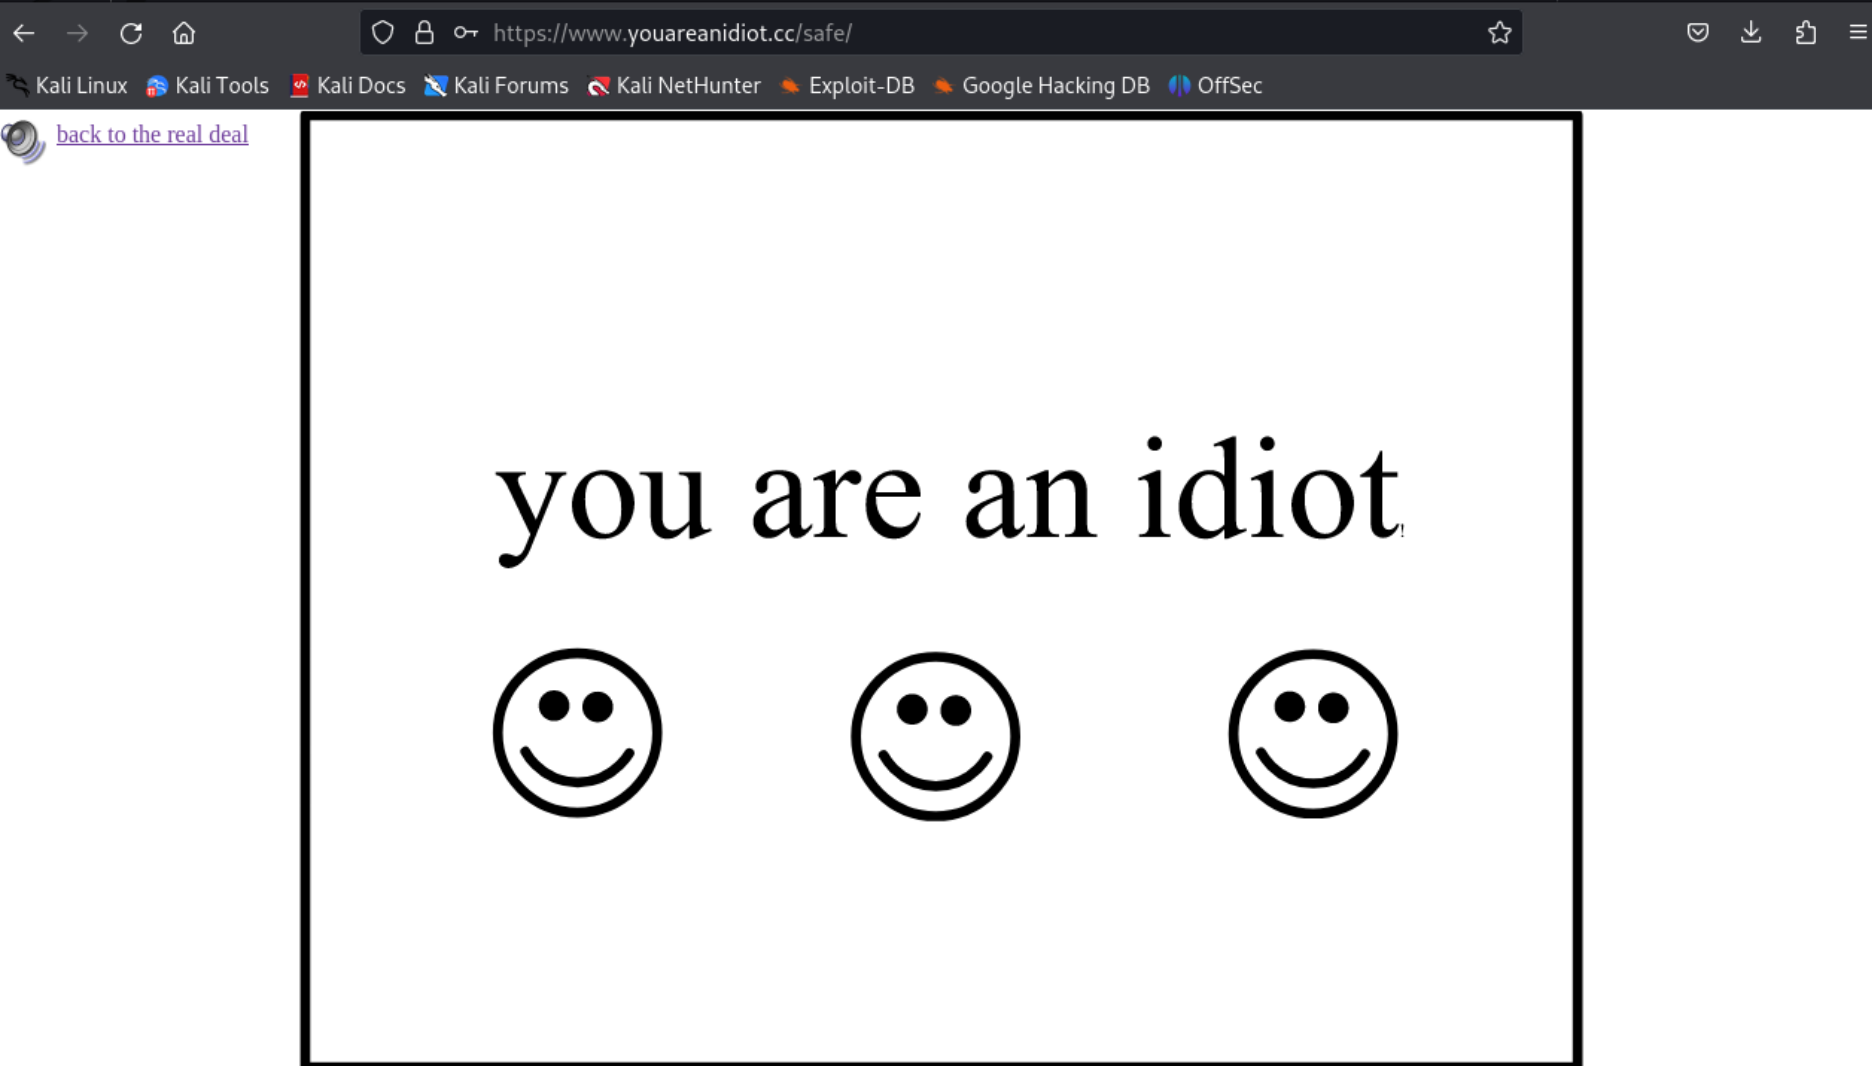 https://www.youareanidiot.cc/safe/
Kali Linux Kali Tools Kali Docs Kali Forums Kali NetHunter Exploit-DB Google Hacking DB OffSec
back to the real deal
you are an idiot!